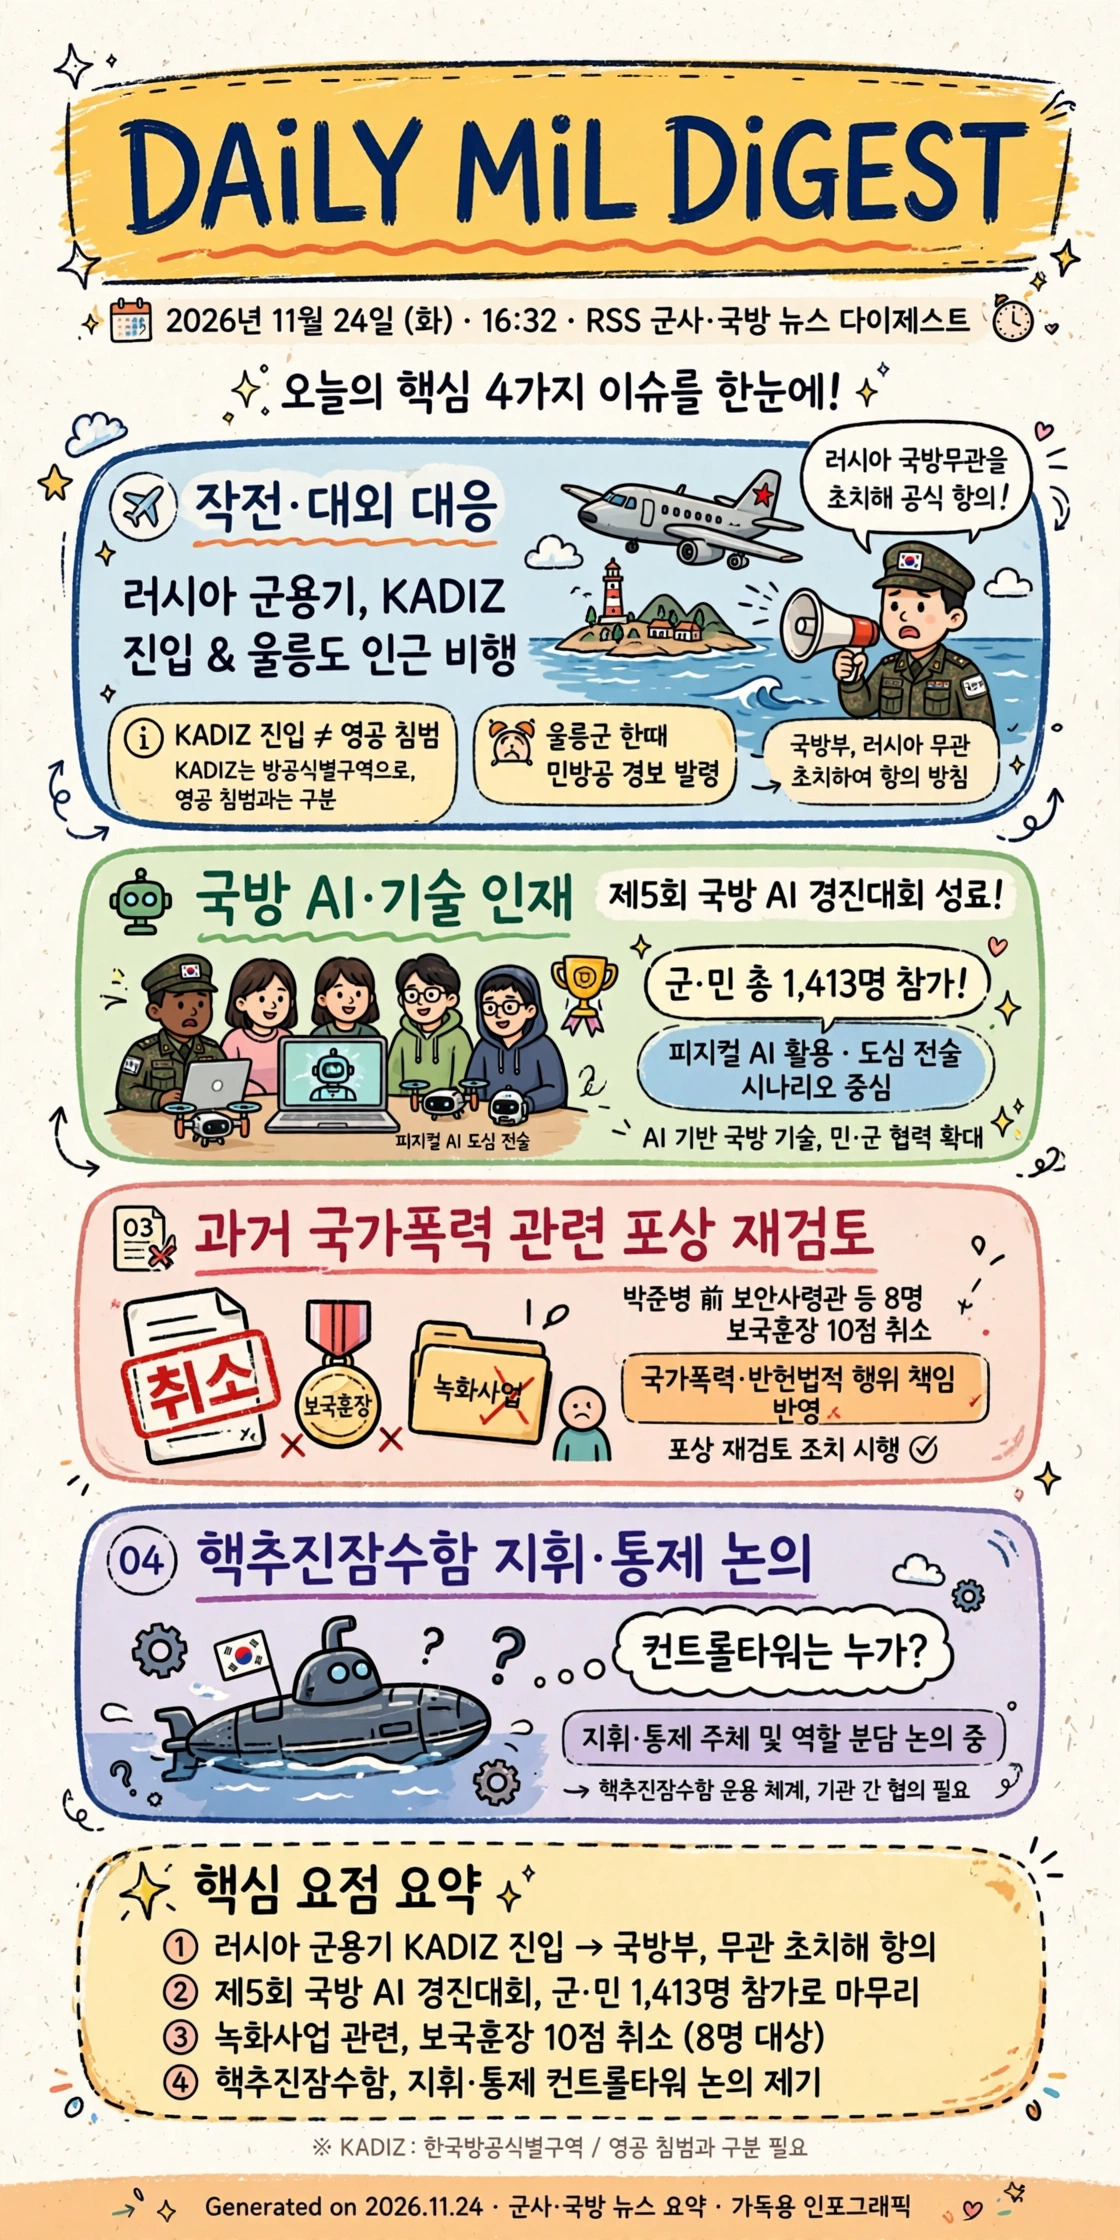 DAiLY MiL DiGEST
2026년 11월 24일 (화) · 16:32 · RSS 군사·국방 뉴스 다이제스트
오늘의 핵심 4가지 이슈를 한눈에!
작전·대외 대응
러시아 국방무관을
초치해 공식 항의!
러시아 군용기, KADIZ
진입 & 울릉도 인근 비행
KADIZ 진입 ≠ 영공 침범
KADIZ는 방공식별구역으로,
영공 침범과는 구분
울릉군 한때
민방공 경보 발령
국방부, 러시아 무관
초치하여 항의 방침
국방 AI·기술 인재
제5회 국방 AI 경진대회 성료!
군·민 총 1,413명 참가!
피지컬 AI 활용 · 도심 전술
시나리오 중심
피지컬 AI 도심 전술
AI 기반 국방 기술, 민·군 협력 확대
03
과거 국가폭력 관련 포상 재검토
취소
보국훈장
녹화사업
박준병 前 보안사령관 등 8명
보국훈장 10점 취소
국가폭력·반헌법적 행위 책임
반영
포상 재검토 조치 시행
04
핵추진잠수함 지휘·통제 논의
? ?
컨트롤타워는 누가?
지휘·통제 주체 및 역할 분담 논의 중
→ 핵추진잠수함 운용 체계, 기관 간 협의 필요
핵심 요점 요약
① 러시아 군용기 KADIZ 진입 → 국방부, 무관 초치해 항의
② 제5회 국방 AI 경진대회, 군·민 1,413명 참가로 마무리
③ 녹화사업 관련, 보국훈장 10점 취소 (8명 대상)
④ 핵추진잠수함, 지휘·통제 컨트롤타워 논의 제기
※ KADIZ : 한국방공식별구역 / 영공 침범과 구분 필요
Generated on 2026.11.24 · 군사·국방 뉴스 요약 · 가독용 인포그래픽